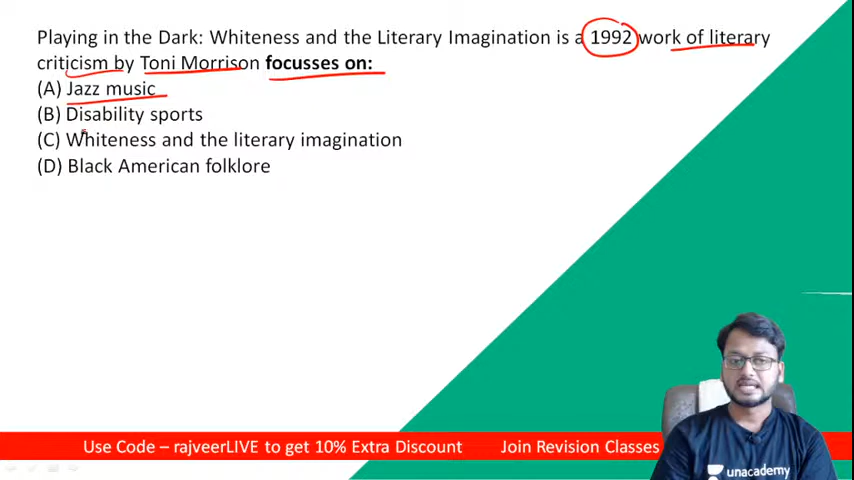 Playing in the Dark: Whiteness and the Literary Imagination is a 1992 work of literary
criticism by Toni Morrison focusses on:
(A) Jazz music
(B) Disability sports
(C) Whiteness and the literary imagination
(D) Black American folklore
Use Code – rajveerLIVE to get 10% Extra Discount Join Revision Classes
unacademy